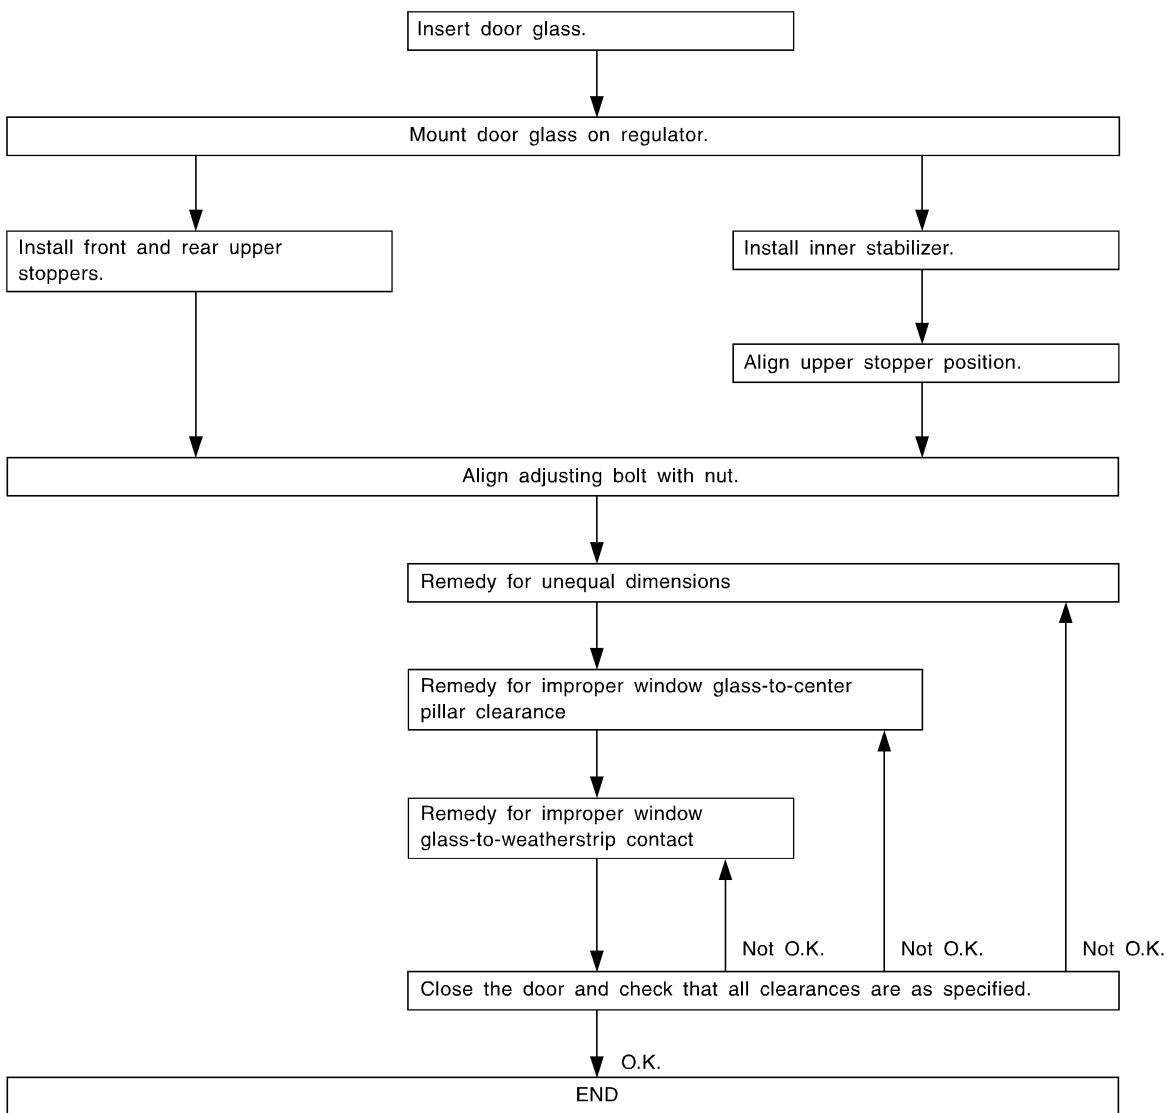 Insert door glass.
Mount door glass on regulator.
Install front and rear upper
stoppers.
Install inner stabilizer.
Align upper stopper position.
Align adjusting bolt with nut.
Remedy for unequal dimensions
Remedy for improper window glass-to-center
pillar clearance
Remedy for improper window
glass-to-weatherstrip contact
Not O.K.
Not O.K.
Not O.K.
Close the door and check that all clearances are as specified.
O.K.
END